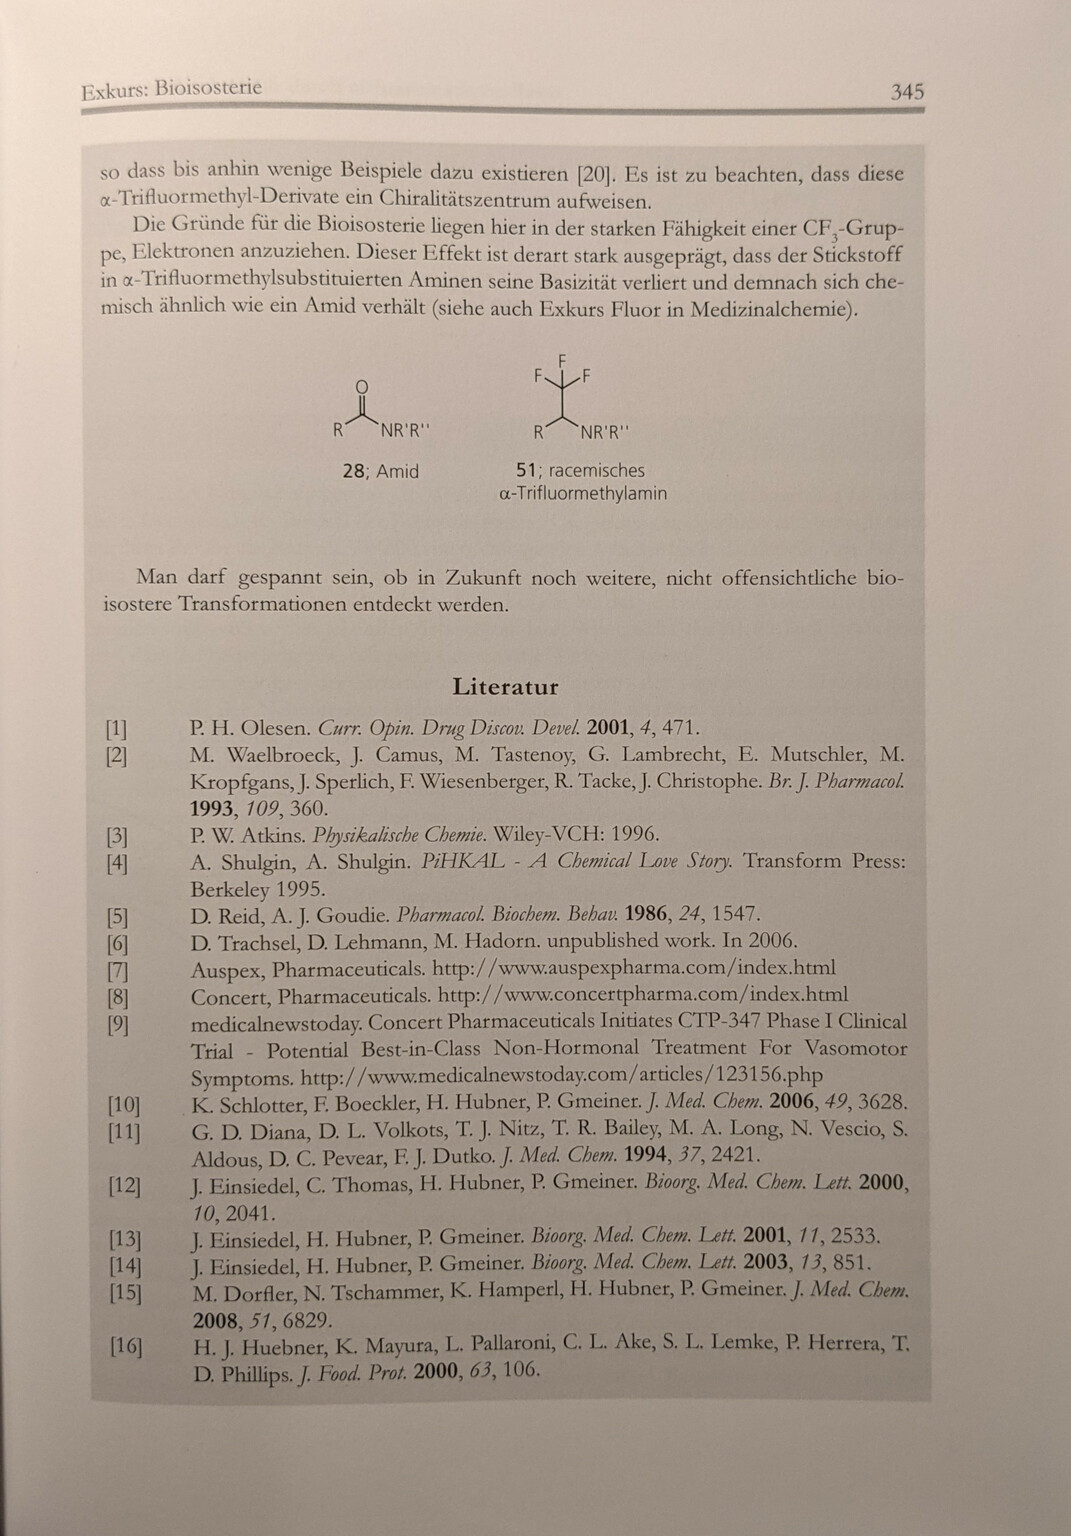 Exkurs: Bioisosterie 345
so dass bis anhin wenige Beispiele dazu existieren [20]. Es ist zu beachten, dass diese
α-Trifluormethyl-Derivate ein Chiralitätszentrum aufweisen.
Die Gründe für die Bioisosterie liegen hier in der starken Fähigkeit einer CF₃-Grup-
pe, Elektronen anzuziehen. Dieser Effekt ist derart stark ausgeprägt, dass der Stickstoff
in α-Trifluormethylsubstituierten Aminen seine Basizität verliert und demnach sich che-
misch ähnlich wie ein Amid verhält (siehe auch Exkurs Fluor in Medizinalchemie).
O
R NR'R''
28; Amid
F
F F
R NR'R''
51; racemisches
α-Trifluormethylamin
Man darf gespannt sein, ob in Zukunft noch weitere, nicht offensichtliche bio-
isostere Transformationen entdeckt werden.
Literatur
[1] P. H. Olesen. Curr. Opin. Drug Discov. Devel. 2001, 4, 471.
[2] M. Waelbroeck, J. Camus, M. Tastenoy, G. Lambrecht, E. Mutschler, M.
Kropfgans, J. Sperlich, F. Wiesenberger, R. Tacke, J. Christophe. Br. J. Pharmacol.
1993, 109, 360.
[3] P. W. Atkins. Physikalische Chemie. Wiley-VCH: 1996.
[4] A. Shulgin, A. Shulgin. PiHKAL - A Chemical Love Story. Transform Press:
Berkeley 1995.
[5] D. Reid, A. J. Goudie. Pharmacol. Biochem. Behav. 1986, 24, 1547.
[6] D. Trachsel, D. Lehmann, M. Hadorn. unpublished work. In 2006.
[7] Auspex, Pharmaceuticals. http://www.auspexpharma.com/index.html
[8] Concert, Pharmaceuticals. http://www.concertpharma.com/index.html
[9] medicalnewstoday. Concert Pharmaceuticals Initiates CTP-347 Phase I Clinical
Trial - Potential Best-in-Class Non-Hormonal Treatment For Vasomotor
Symptoms. http://www.medicalnewstoday.com/articles/123156.php
[10] K. Schlotter, F. Boeckler, H. Hubner, P. Gmeiner. J. Med. Chem. 2006, 49, 3628.
[11] G. D. Diana, D. L. Volkots, T. J. Nitz, T. R. Bailey, M. A. Long, N. Vescio, S.
Aldous, D. C. Pevear, F. J. Dutko. J. Med. Chem. 1994, 37, 2421.
[12] J. Einsiedel, C. Thomas, H. Hubner, P. Gmeiner. Bioorg. Med. Chem. Lett. 2000,
10, 2041.
[13] J. Einsiedel, H. Hubner, P. Gmeiner. Bioorg. Med. Chem. Lett. 2001, 11, 2533.
[14] J. Einsiedel, H. Hubner, P. Gmeiner. Bioorg. Med. Chem. Lett. 2003, 13, 851.
[15] M. Dorfler, N. Tschammer, K. Hamperl, H. Hubner, P. Gmeiner. J. Med. Chem.
2008, 51, 6829.
[16] H. J. Huebner, K. Mayura, L. Pallaroni, C. L. Ake, S. L. Lemke, P. Herrera, T.
D. Phillips. J. Food. Prot. 2000, 63, 106.